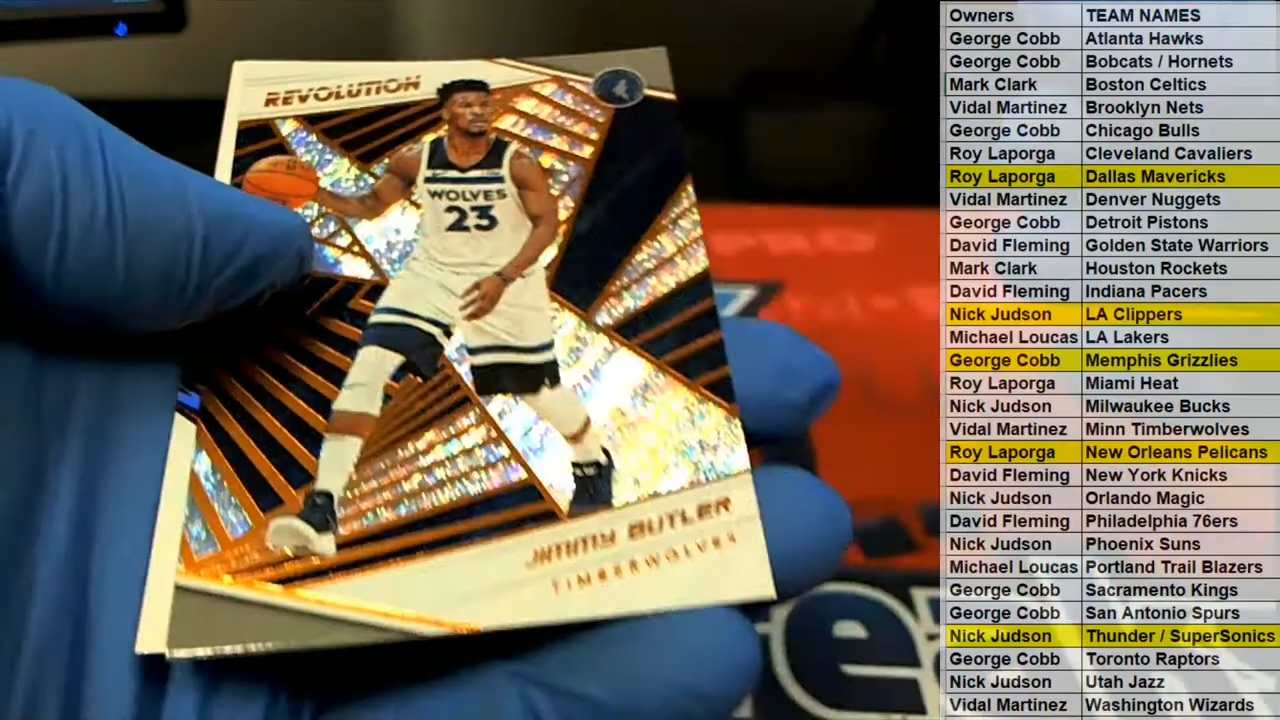 REVOLUTION
WOLVES
23
JIMMY BUTLER
TIMBERWOLVES
Owners TEAM NAMES
George Cobb Atlanta Hawks
George Cobb Bobcats / Hornets
Mark Clark Boston Celtics
Vidal Martinez Brooklyn Nets
George Cobb Chicago Bulls
Roy Laporga Cleveland Cavaliers
Roy Laporga Dallas Mavericks
Vidal Martinez Denver Nuggets
George Cobb Detroit Pistons
David Fleming Golden State Warriors
Mark Clark Houston Rockets
David Fleming Indiana Pacers
Nick Judson LA Clippers
Michael Loucas LA Lakers
George Cobb Memphis Grizzlies
Roy Laporga Miami Heat
Nick Judson Milwaukee Bucks
Vidal Martinez Minn Timberwolves
Roy Laporga New Orleans Pelicans
David Fleming New York Knicks
Nick Judson Orlando Magic
David Fleming Philadelphia 76ers
Nick Judson Phoenix Suns
Michael Loucas Portland Trail Blazers
George Cobb Sacramento Kings
George Cobb San Antonio Spurs
Nick Judson Thunder / SuperSonics
George Cobb Toronto Raptors
Nick Judson Utah Jazz
Vidal Martinez Washington Wizards